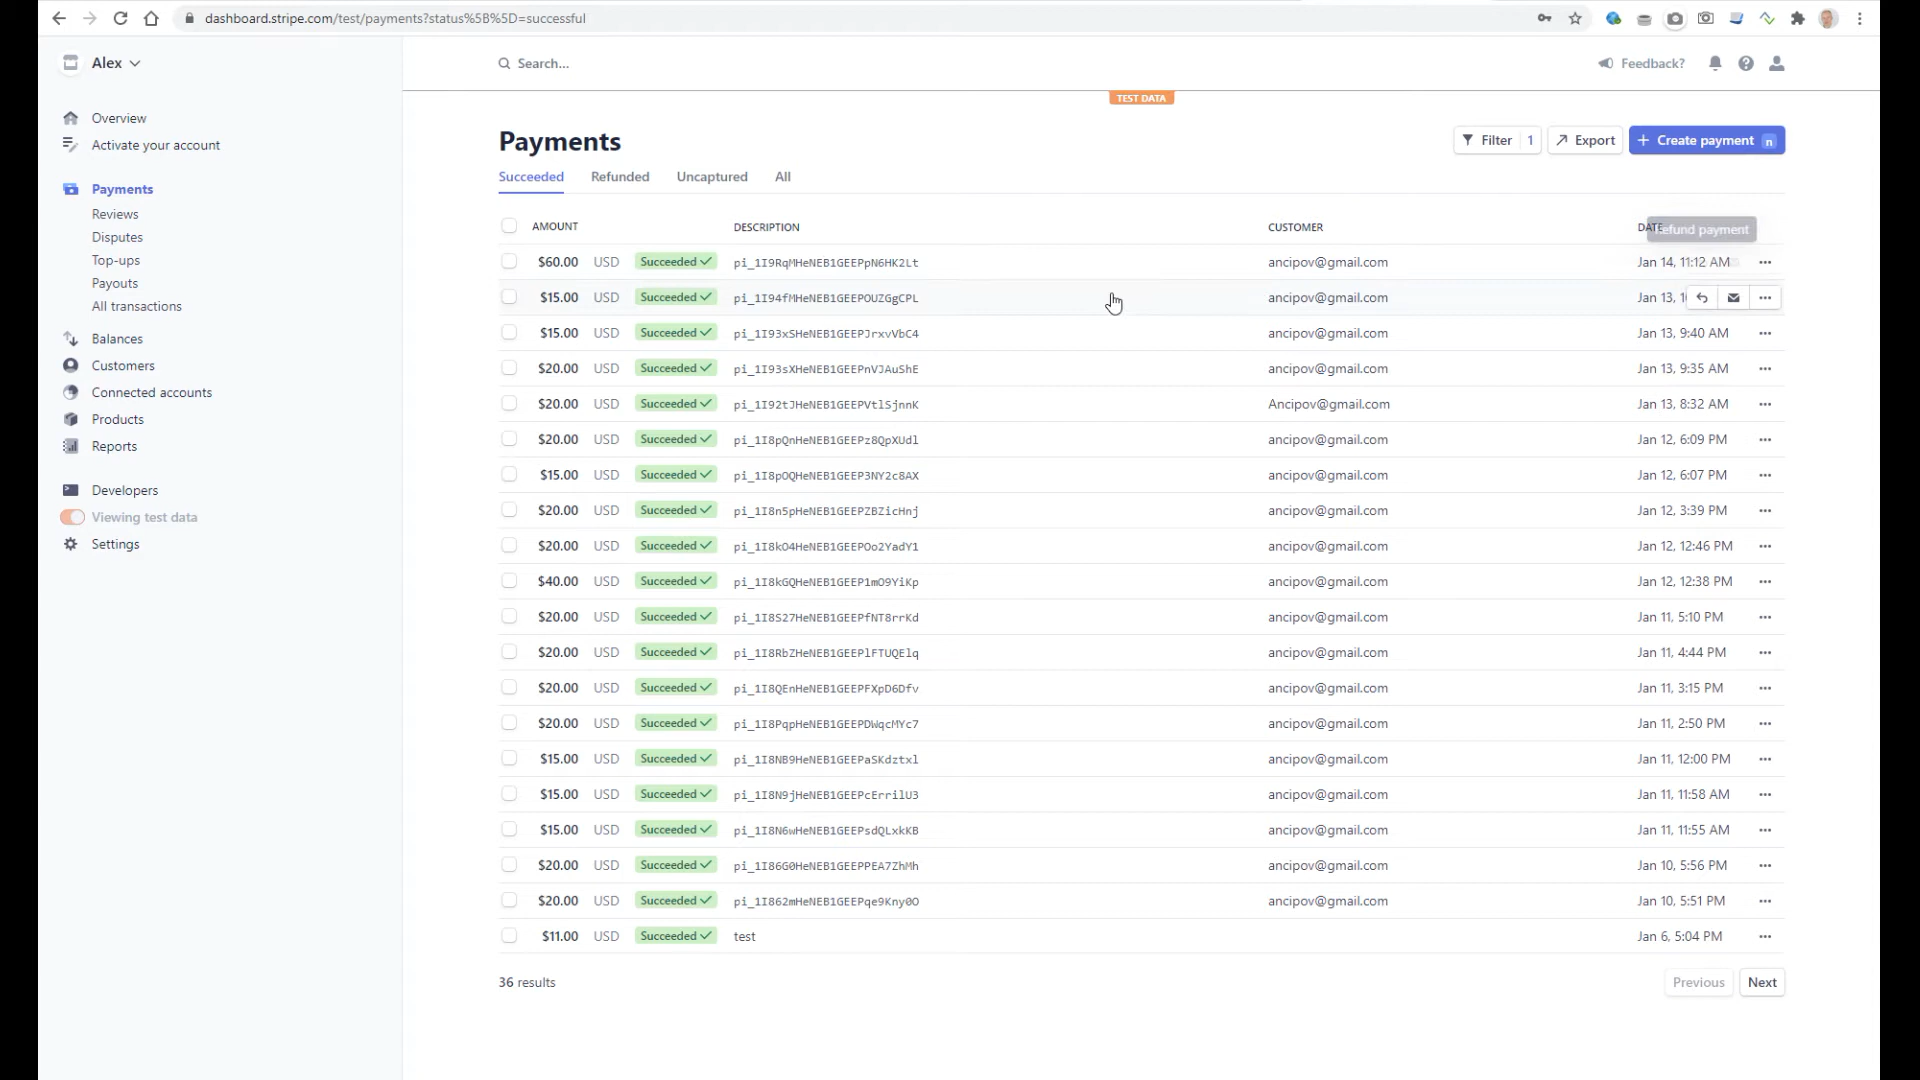 dashboard.stripe.com/test/payments?status%5B%5D=successful
Alex
Search...
Feedback?
TEST DATA
Overview
Activate your account
Payments
Reviews
Disputes
Top-ups
Payouts
All transactions
Balances
Customers
Connected accounts
Products
Reports
Developers
Viewing test data
Settings
Payments
Filter 1
Export
+ Create payment n
Succeeded Refunded Uncaptured All
AMOUNT DESCRIPTION CUSTOMER DATE
Refund payment
$60.00 USD Succeeded pi_1I9RqMHeNEB1GEEPpN6HK2Lt ancipov@gmail.com Jan 14, 11:12 AM
$15.00 USD Succeeded pi_1I94fMHeNEB1GEEPOUZGgCPL ancipov@gmail.com Jan 13,
$15.00 USD Succeeded pi_1I93xSHeNEB1GEEPJrxvVbC4 ancipov@gmail.com Jan 13, 9:40 AM
$20.00 USD Succeeded pi_1I93sXHeNEB1GEEPnVJAuShE ancipov@gmail.com Jan 13, 9:35 AM
$20.00 USD Succeeded pi_1I92tJHeNEB1GEEPVtlSjnnK Ancipov@gmail.com Jan 13, 8:32 AM
$20.00 USD Succeeded pi_1I8pQnHeNEB1GEEPz8QpXUdl ancipov@gmail.com Jan 12, 6:09 PM
$15.00 USD Succeeded pi_1I8pOQHeNEB1GEEP3NY2c8AX ancipov@gmail.com Jan 12, 6:07 PM
$20.00 USD Succeeded pi_1I8n5pHeNEB1GEEPZBZicHnj ancipov@gmail.com Jan 12, 3:39 PM
$20.00 USD Succeeded pi_1I8kO4HeNEB1GEEPOo2YadY1 ancipov@gmail.com Jan 12, 12:46 PM
$40.00 USD Succeeded pi_1I8kGQHeNEB1GEEP1mO9YiKp ancipov@gmail.com Jan 12, 12:38 PM
$20.00 USD Succeeded pi_1I8S27HeNEB1GEEPfNT8rrKd ancipov@gmail.com Jan 11, 5:10 PM
$20.00 USD Succeeded pi_1I8RbZHeNEB1GEEPlFTUQElq ancipov@gmail.com Jan 11, 4:44 PM
$20.00 USD Succeeded pi_1I8QEnHeNEB1GEEPFXpD6Dfv ancipov@gmail.com Jan 11, 3:15 PM
$20.00 USD Succeeded pi_1I8PqpHeNEB1GEEPDWqcMYc7 ancipov@gmail.com Jan 11, 2:50 PM
$15.00 USD Succeeded pi_1I8NB9HeNEB1GEEPaSKdztxl ancipov@gmail.com Jan 11, 12:00 PM
$15.00 USD Succeeded pi_1I8N9jHeNEB1GEEPcErrilU3 ancipov@gmail.com Jan 11, 11:58 AM
$15.00 USD Succeeded pi_1I8N6wHeNEB1GEEPsdQLxkKB ancipov@gmail.com Jan 11, 11:55 AM
$20.00 USD Succeeded pi_1I86G0HeNEB1GEEPPEA7ZhMh ancipov@gmail.com Jan 10, 5:56 PM
$20.00 USD Succeeded pi_1I862mHeNEB1GEEPqe9Kny0O ancipov@gmail.com Jan 10, 5:51 PM
$11.00 USD Succeeded test Jan 6, 5:04 PM
36 results
Previous Next